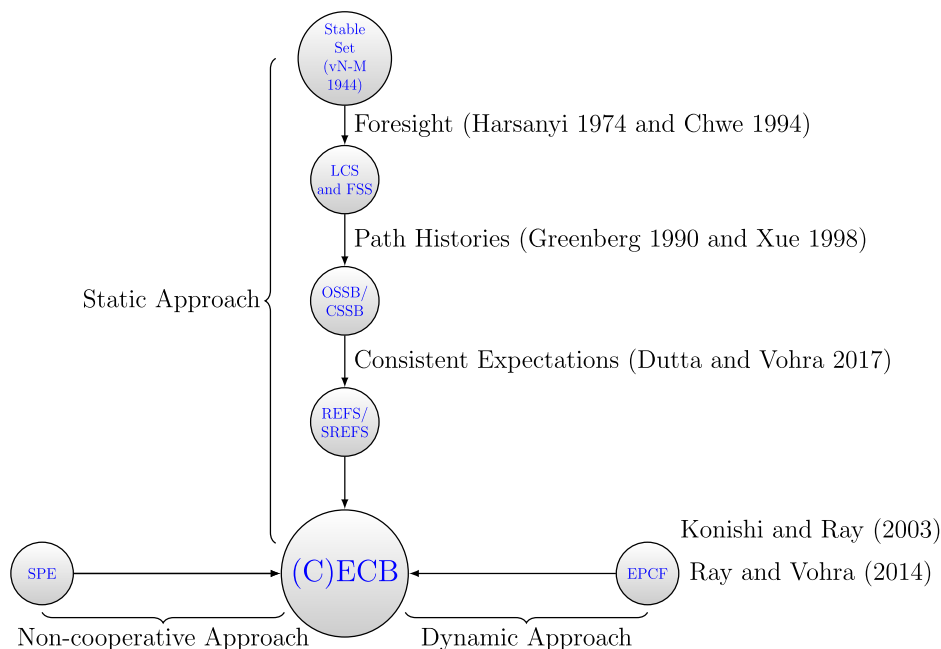 Stable
Set
(vN-M
1944)
Foresight (Harsanyi 1974 and Chwe 1994)
LCS
and FSS
Path Histories (Greenberg 1990 and Xue 1998)
Static Approach
OSSB/
CSSB
Consistent Expectations (Dutta and Vohra 2017)
REFS/
SREFS
Konishi and Ray (2003)
SPE
(C)ECB
EPCF
Ray and Vohra (2014)
Non-cooperative Approach
Dynamic Approach